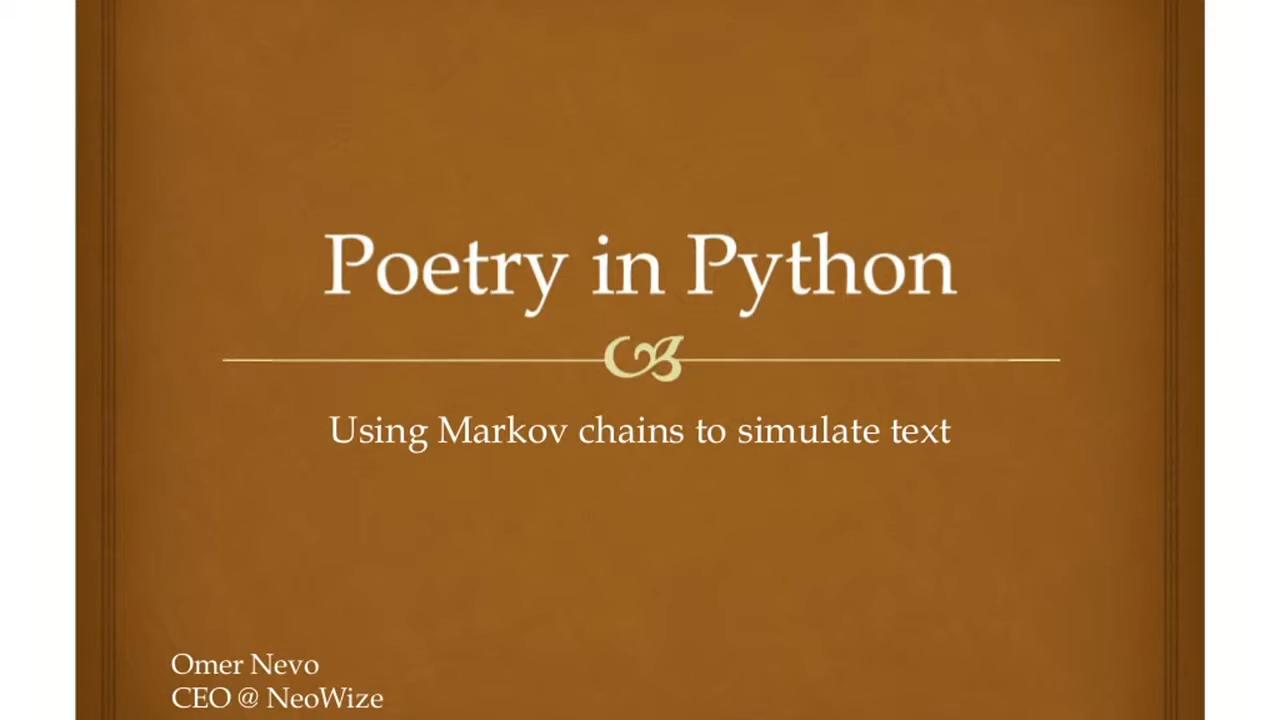 Poetry in Python
Using Markov chains to simulate text
Omer Nevo
CEO @ NeoWize